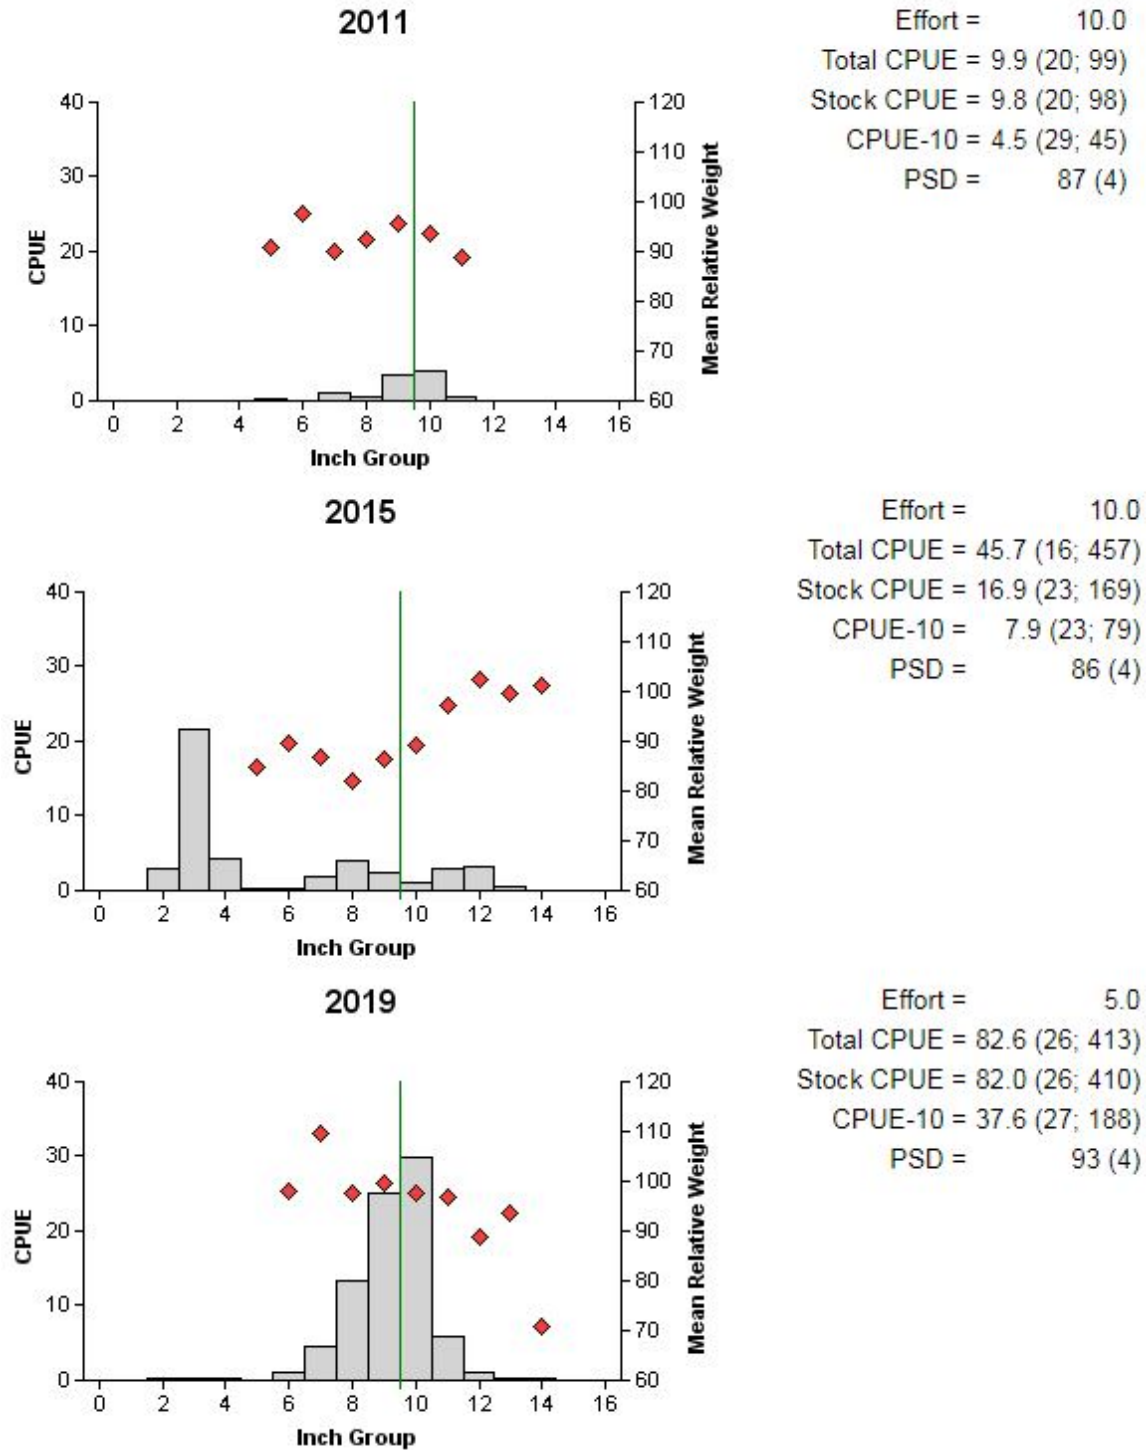 2011
Effort = 10.0
Total CPUE = 9.9 (20; 99)
Stock CPUE = 9.8 (20; 98)
CPUE-10 = 4.5 (29; 45)
PSD = 87 (4)
40
30
20
10
0
CPUE
120
110
100
90
80
70
60
Mean Relative Weight
0 2 4 6 8 10 12 14 16
Inch Group
2015
Effort = 10.0
Total CPUE = 45.7 (16; 457)
Stock CPUE = 16.9 (23; 169)
CPUE-10 = 7.9 (23; 79)
PSD = 86 (4)
40
30
20
10
0
CPUE
120
110
100
90
80
70
60
Mean Relative Weight
0 2 4 6 8 10 12 14 16
Inch Group
2019
Effort = 5.0
Total CPUE = 82.6 (26; 413)
Stock CPUE = 82.0 (26; 410)
CPUE-10 = 37.6 (27; 188)
PSD = 93 (4)
40
30
20
10
0
CPUE
120
110
100
90
80
70
60
Mean Relative Weight
0 2 4 6 8 10 12 14 16
Inch Group